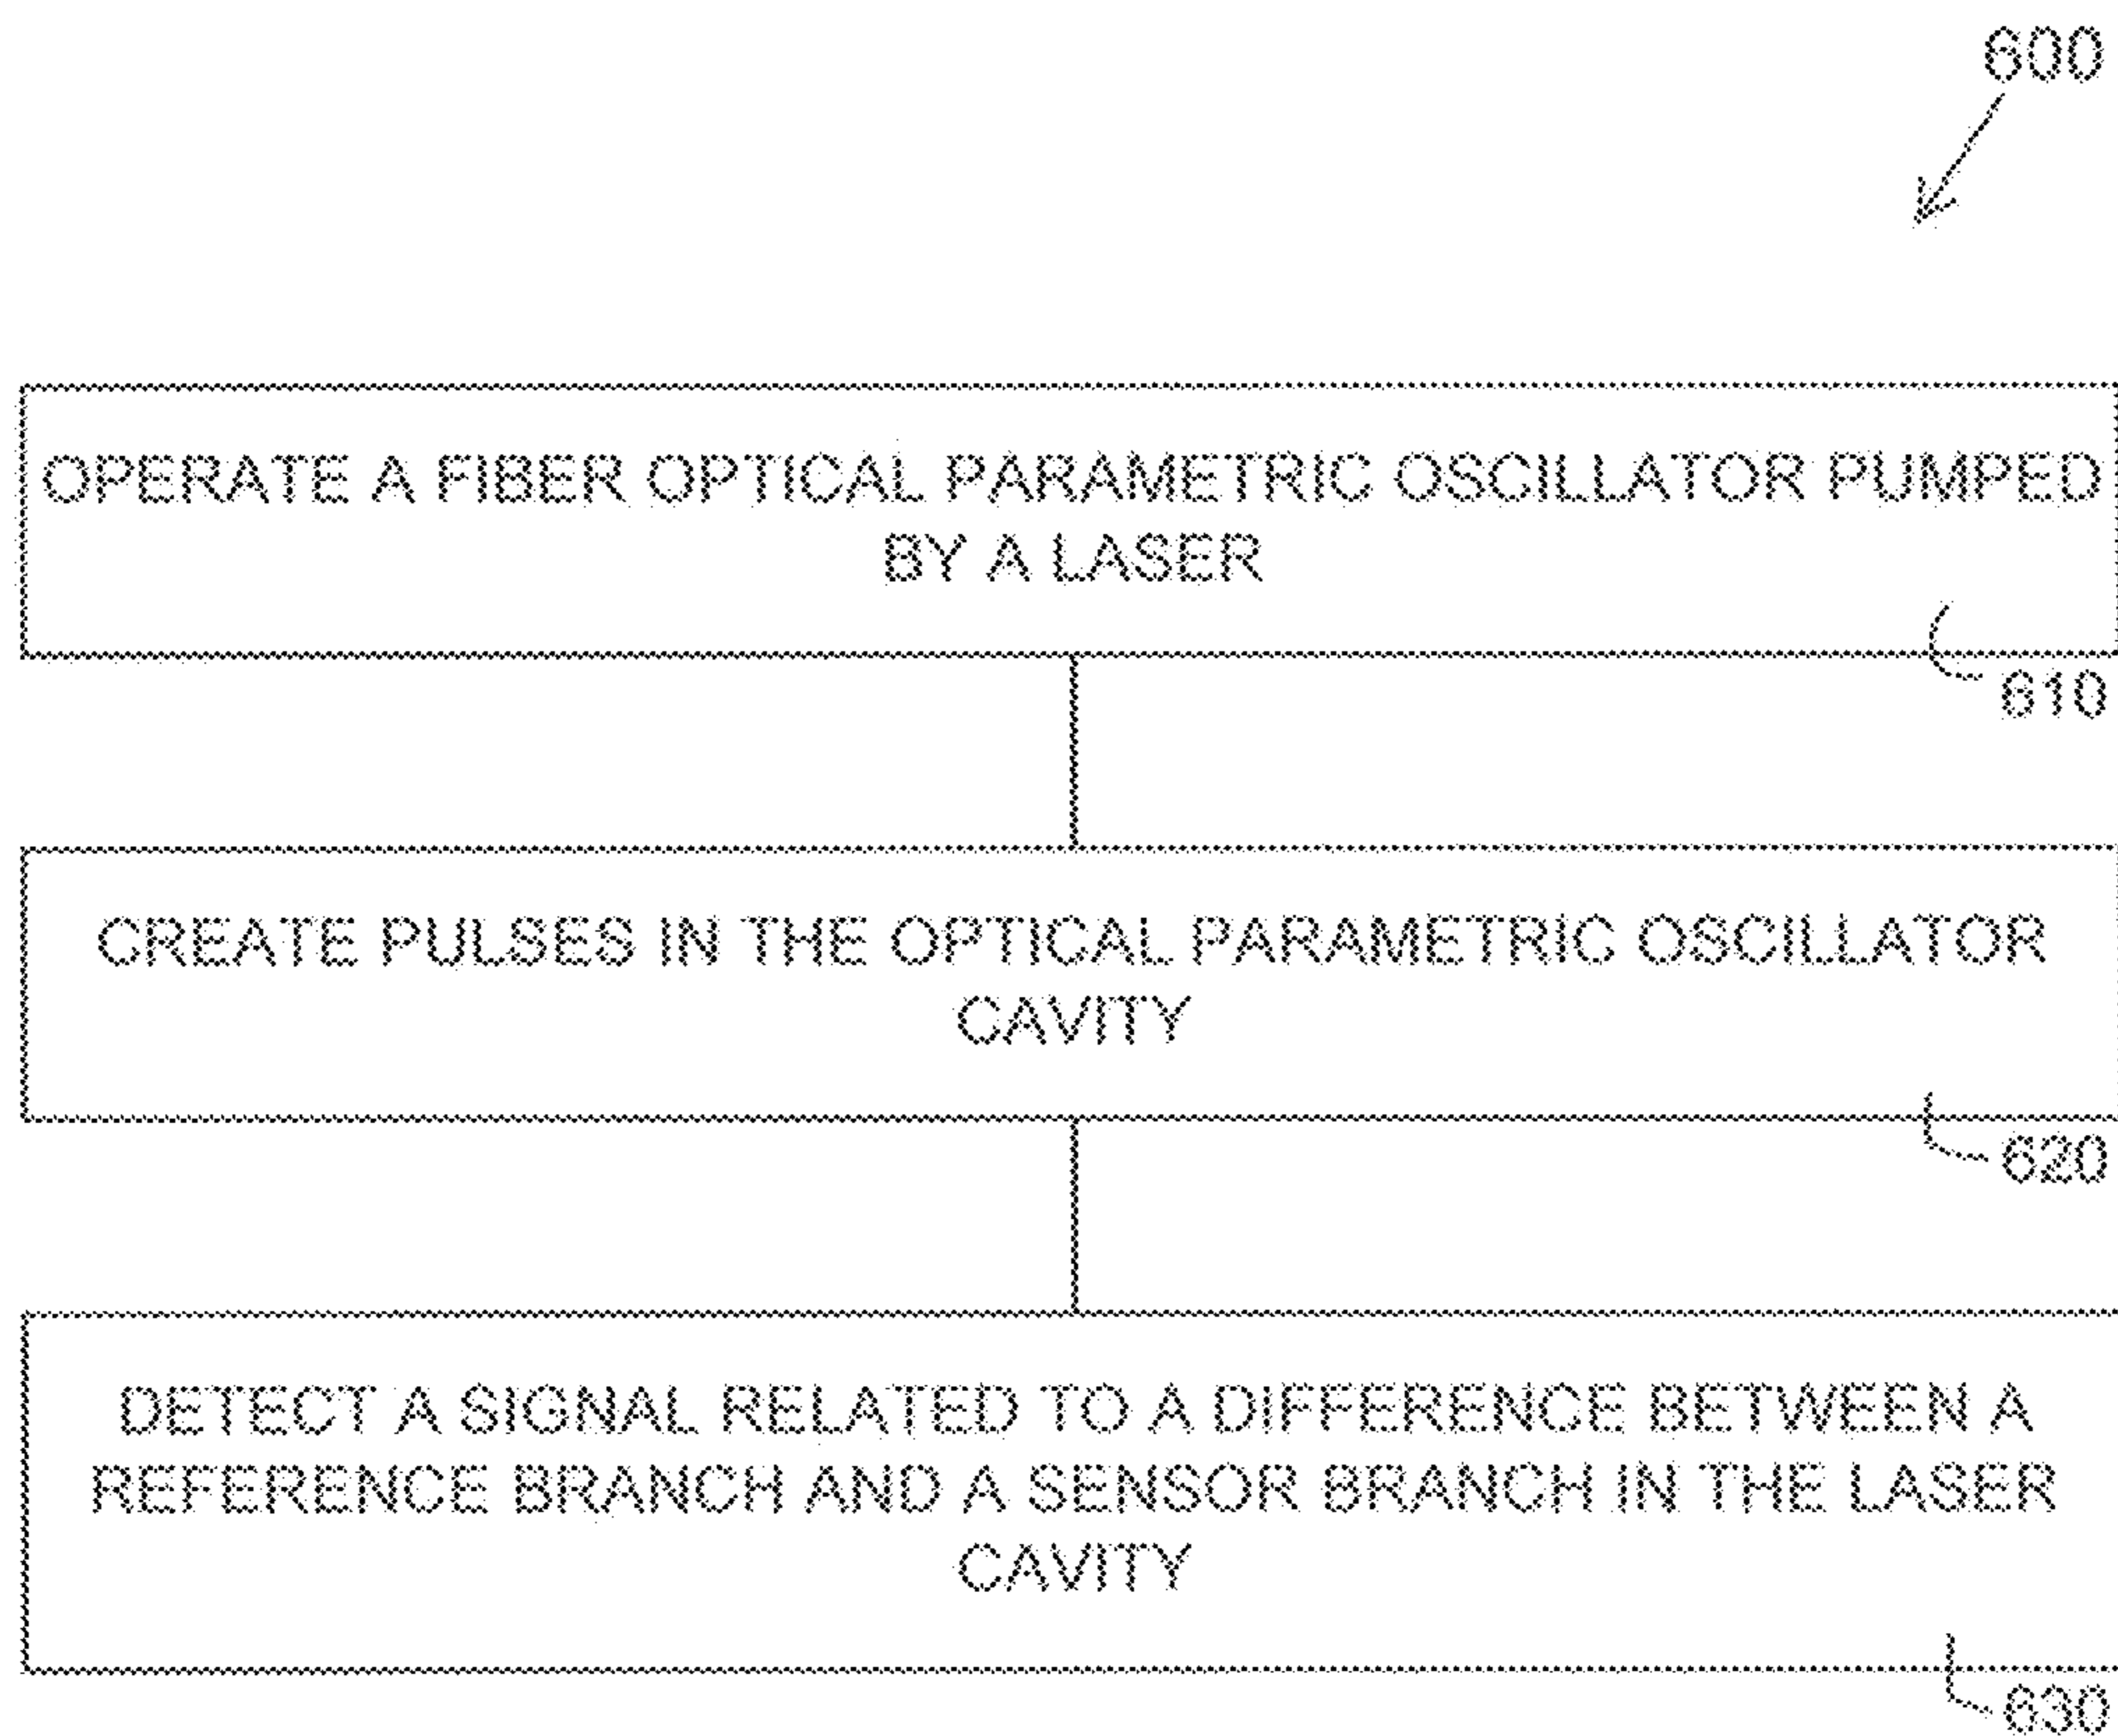 600
OPERATE A FIBER OPTICAL PARAMETRIC OSCILLATOR PUMPED
BY A LASER
610
CREATE PULSES IN THE OPTICAL PARAMETRIC OSCILLATOR
CAVITY
620
DETECT A SIGNAL RELATED TO A DIFFERENCE BETWEEN A
REFERENCE BRANCH AND A SENSOR BRANCH IN THE LASER
CAVITY
630